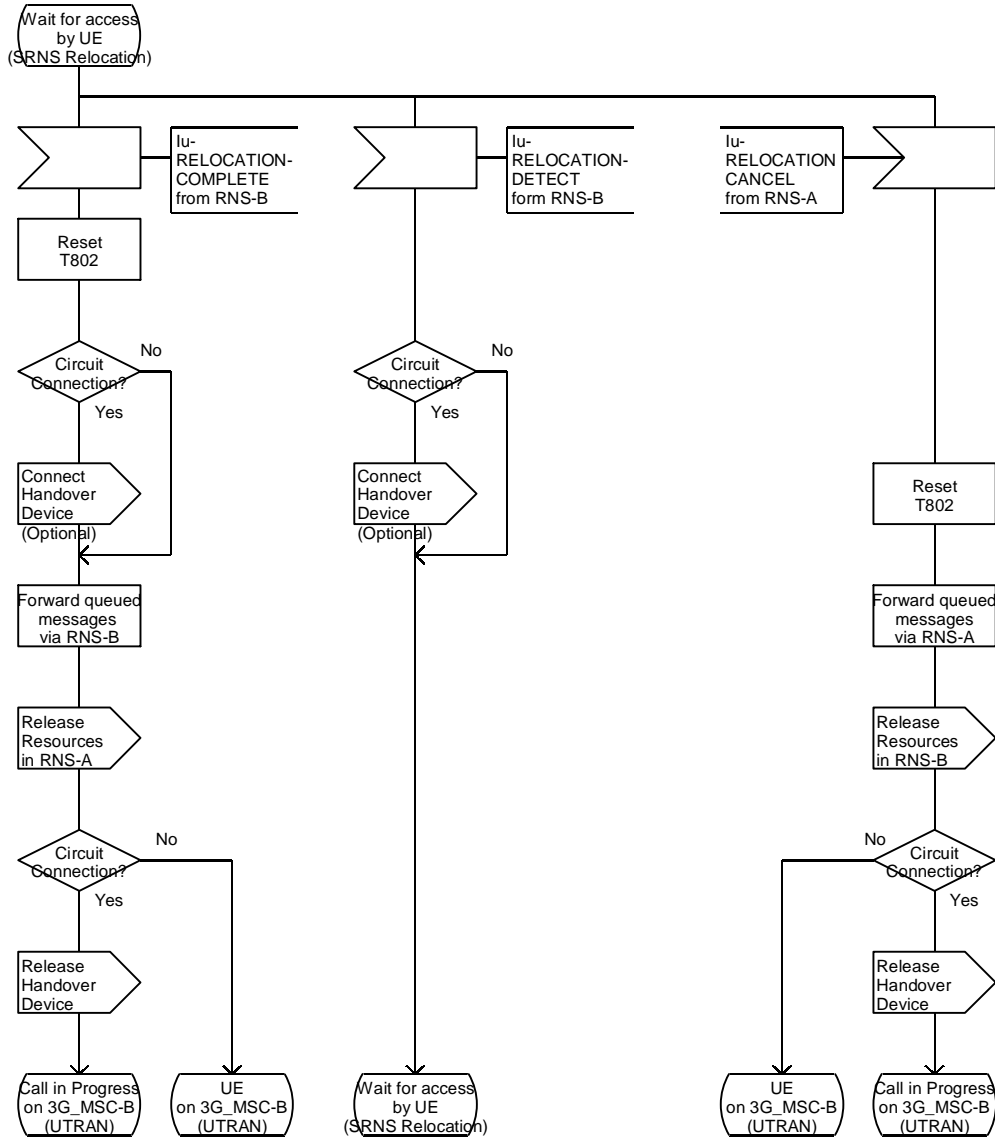 Wait for access
by UE
(SRNS Relocation)
Iu-
RELOCATION-
COMPLETE
from RNS-B
Iu-
RELOCATION-
DETECT
form RNS-B
Iu-
RELOCATION
CANCEL
from RNS-A
Reset
T802
Circuit
Connection?
No
Yes
Circuit
Connection?
No
Yes
Connect
Handover
Device
(Optional)
Connect
Handover
Device
(Optional)
Reset
T802
Forward queued
messages
via RNS-B
Forward queued
messages
via RNS-A
Release
Resources
in RNS-A
Release
Resources
in RNS-B
Circuit
Connection?
No
Yes
No
Circuit
Connection?
Yes
Release
Handover
Device
Release
Handover
Device
Call in Progress
on 3G_MSC-B
(UTRAN)
UE
on 3G_MSC-B
(UTRAN)
Wait for access
by UE
(SRNS Relocation)
UE
on 3G_MSC-B
(UTRAN)
Call in Progress
on 3G_MSC-B
(UTRAN)